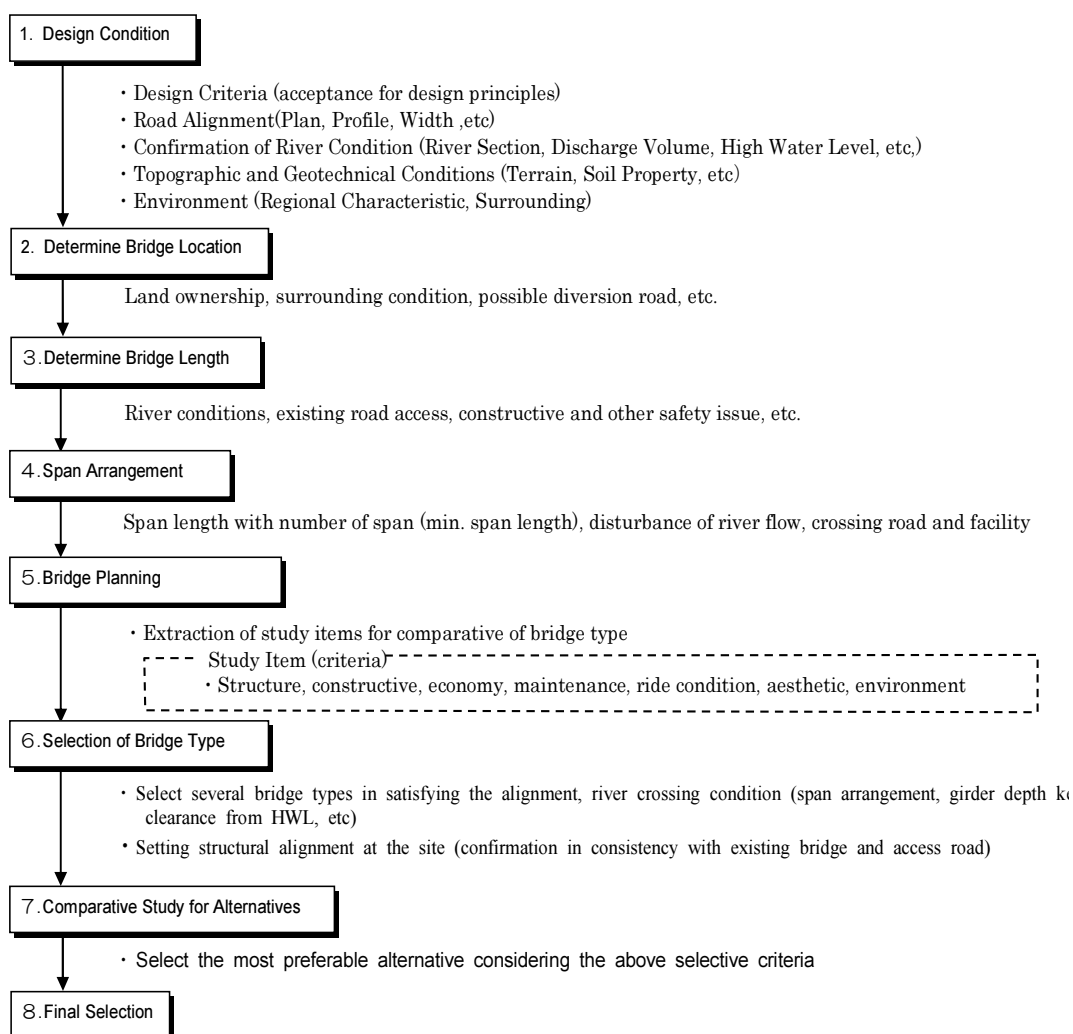 1. Design Condition
・Design Criteria (acceptance for design principles)
・Road Alignment(Plan, Profile, Width ,etc)
・Confirmation of River Condition (River Section, Discharge Volume, High Water Level, etc,)
・Topographic and Geotechnical Conditions (Terrain, Soil Property, etc)
・Environment (Regional Characteristic, Surrounding)
2. Determine Bridge Location
Land ownership, surrounding condition, possible diversion road, etc.
3.Determine Bridge Length
River conditions, existing road access, constructive and other safety issue, etc.
4.Span Arrangement
Span length with number of span (min. span length), disturbance of river flow, crossing road and facility
5.Bridge Planning
・Extraction of study items for comparative of bridge type
Study Item (criteria)
・Structure, constructive, economy, maintenance, ride condition, aesthetic, environment
6.Selection of Bridge Type
・Select several bridge types in satisfying the alignment, river crossing condition (span arrangement, girder depth
clearance from HWL, etc)
・Setting structural alignment at the site (confirmation in consistency with existing bridge and access road)
7.Comparative Study for Alternatives
・Select the most preferable alternative considering the above selective criteria
8.Final Selection